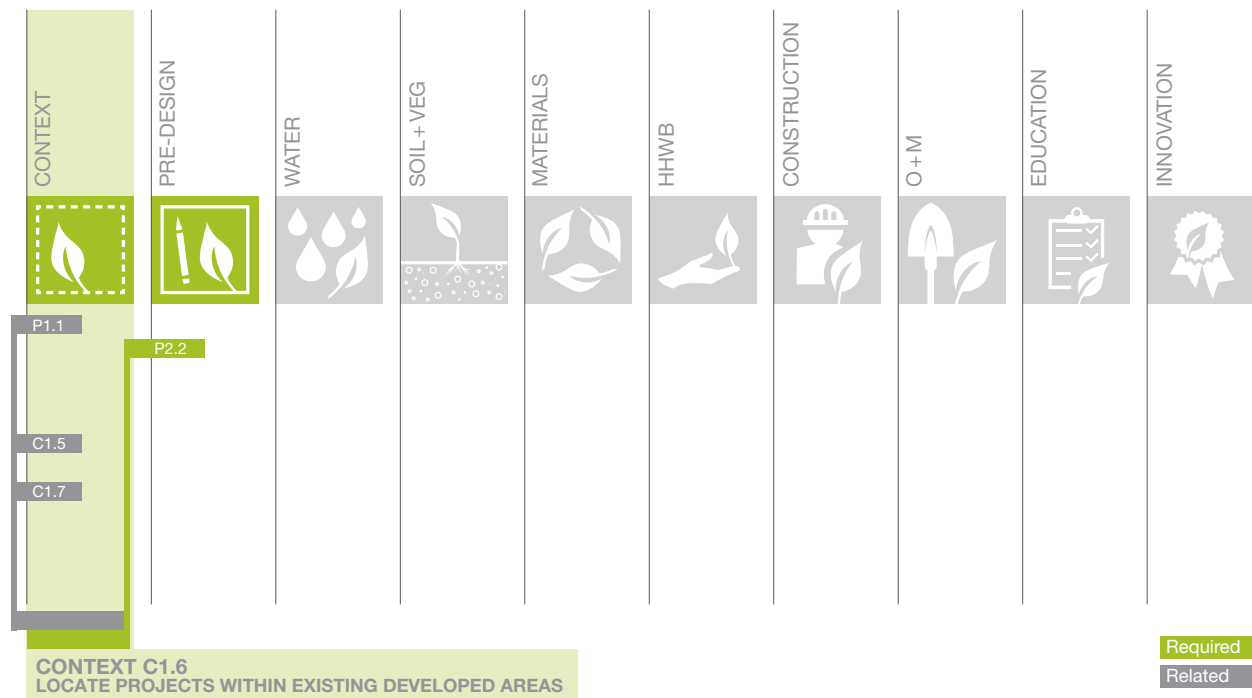 CONTEXT
PRE-DESIGN
WATER
SOIL + VEG
MATERIALS
HHWB
CONSTRUCTION
O + M
EDUCATION
INNOVATION
P1.1
P2.2
C1.5
C1.7
CONTEXT C1.6
LOCATE PROJECTS WITHIN EXISTING DEVELOPED AREAS
Required
Related